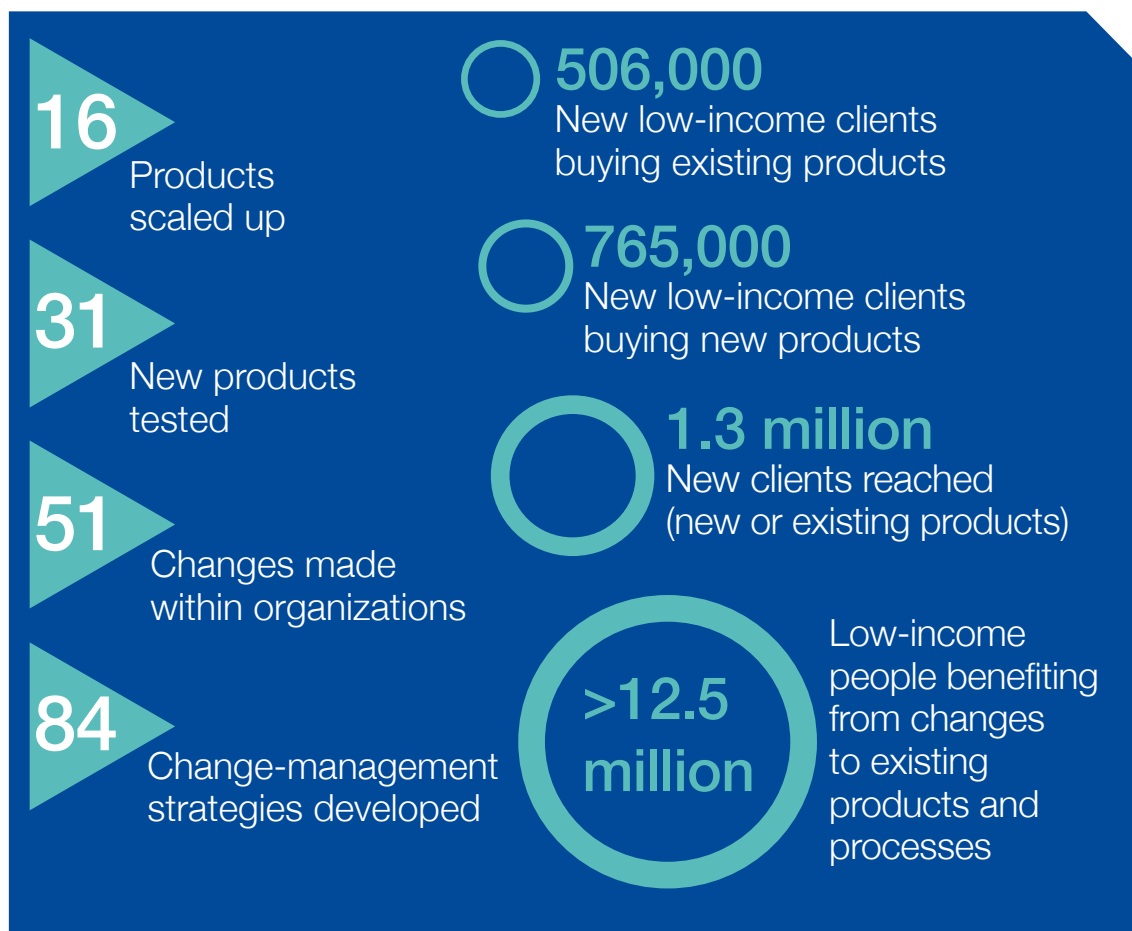 16
Products
scaled up
31
New products
tested
51
Changes made
within organizations
84
Change-management
strategies developed
506,000
New low-income clients
buying existing products
765,000
New low-income clients
buying new products
1.3 million
New clients reached
(new or existing products)
>12.5
million
Low-income
people benefiting
from changes
to existing
products and
processes